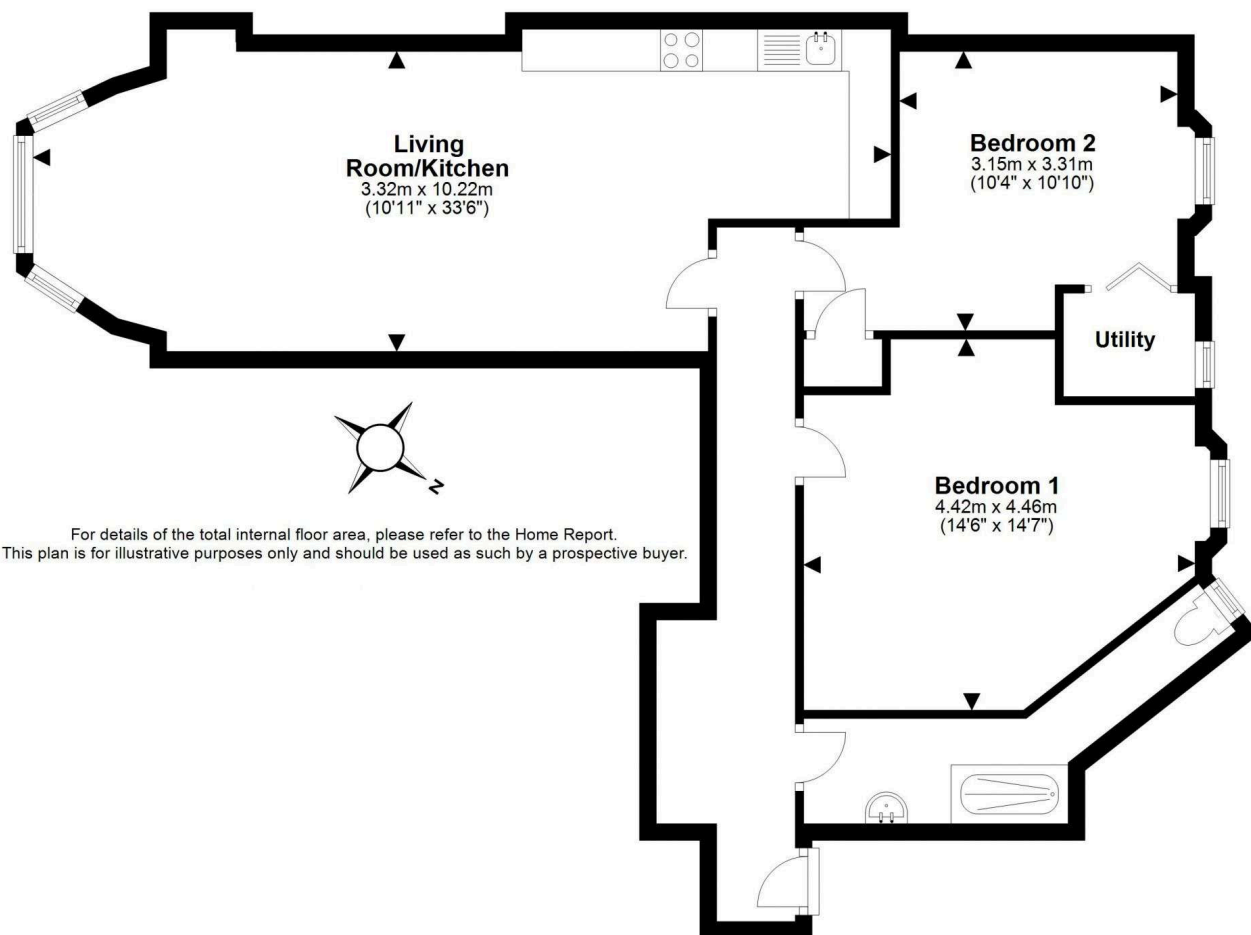 Living
Room/Kitchen
3.32m x 10.22m
(10'11" x 33'6")
Bedroom 2
3.15m x 3.31m
(10'4" x 10'10")
Utility
Bedroom 1
4.42m x 4.46m
(14'6" x 14'7")
N
For details of the total internal floor area, please refer to the Home Report.
This plan is for illustrative purposes only and should be used as such by a prospective buyer.